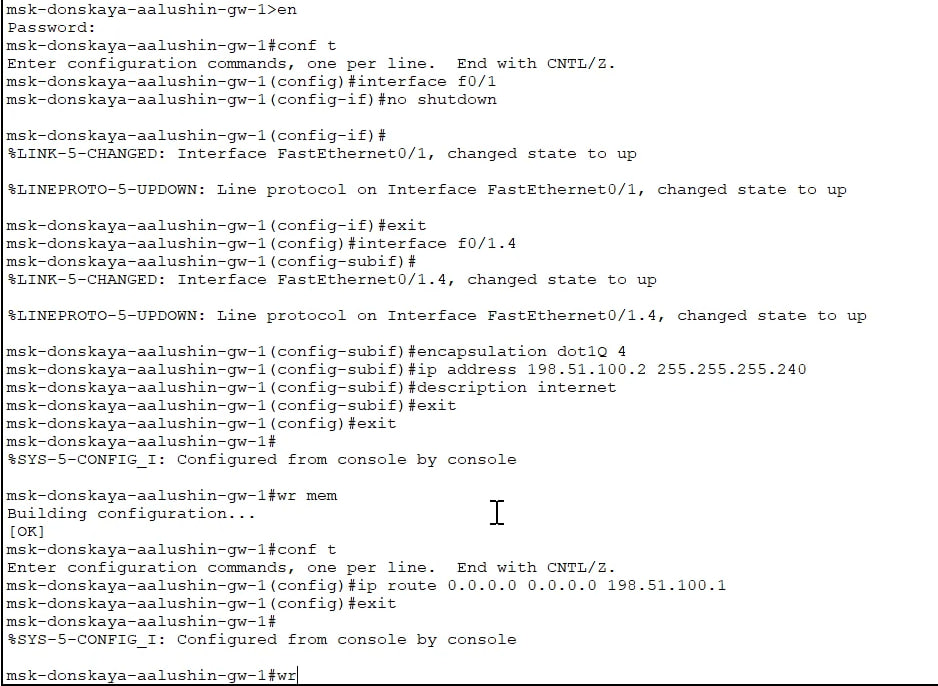 msk-donskaya-aalushin-gw-1>en
Password:
msk-donskaya-aalushin-gw-1#conf t
Enter configuration commands, one per line.  End with CNTL/Z.
msk-donskaya-aalushin-gw-1(config)#interface f0/1
msk-donskaya-aalushin-gw-1(config-if)#no shutdown
msk-donskaya-aalushin-gw-1(config-if)#
%LINK-5-CHANGED: Interface FastEthernet0/1, changed state to up
%LINEPROTO-5-UPDOWN: Line protocol on Interface FastEthernet0/1, changed state to up
msk-donskaya-aalushin-gw-1(config-if)#exit
msk-donskaya-aalushin-gw-1(config)#interface f0/1.4
msk-donskaya-aalushin-gw-1(config-subif)#
%LINK-5-CHANGED: Interface FastEthernet0/1.4, changed state to up
%LINEPROTO-5-UPDOWN: Line protocol on Interface FastEthernet0/1.4, changed state to up
msk-donskaya-aalushin-gw-1(config-subif)#encapsulation dot1Q 4
msk-donskaya-aalushin-gw-1(config-subif)#ip address 198.51.100.2 255.255.255.240
msk-donskaya-aalushin-gw-1(config-subif)#description internet
msk-donskaya-aalushin-gw-1(config-subif)#exit
msk-donskaya-aalushin-gw-1(config)#exit
msk-donskaya-aalushin-gw-1#
%SYS-5-CONFIG_I: Configured from console by console
msk-donskaya-aalushin-gw-1#wr mem
Building configuration...
[OK]
msk-donskaya-aalushin-gw-1#conf t
Enter configuration commands, one per line.  End with CNTL/Z.
msk-donskaya-aalushin-gw-1(config)#ip route 0.0.0.0 0.0.0.0 198.51.100.1
msk-donskaya-aalushin-gw-1(config)#exit
msk-donskaya-aalushin-gw-1#
%SYS-5-CONFIG_I: Configured from console by console
msk-donskaya-aalushin-gw-1#wr